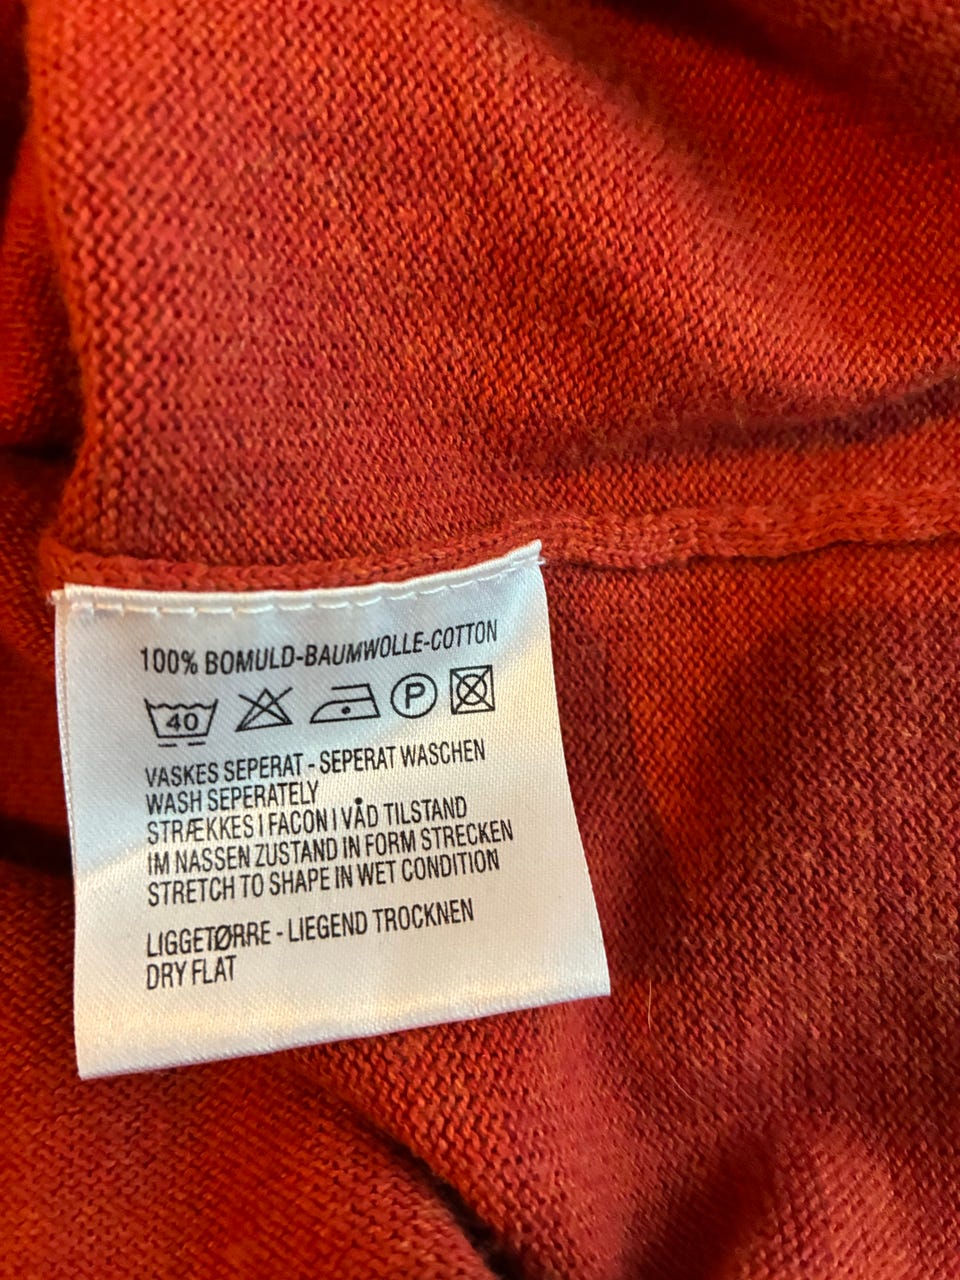 100% BOMULD-BAUMWOLLE-COTTON
40 P
VASKES SEPERAT - SEPERAT WASCHEN
WASH SEPERATELY
STRÆKKES I FACON I VÅD TILSTAND
IM NASSEN ZUSTAND IN FORM STRECKEN
STRETCH TO SHAPE IN WET CONDITION
LIGGETØRRE - LIEGEND TROCKNEN
DRY FLAT